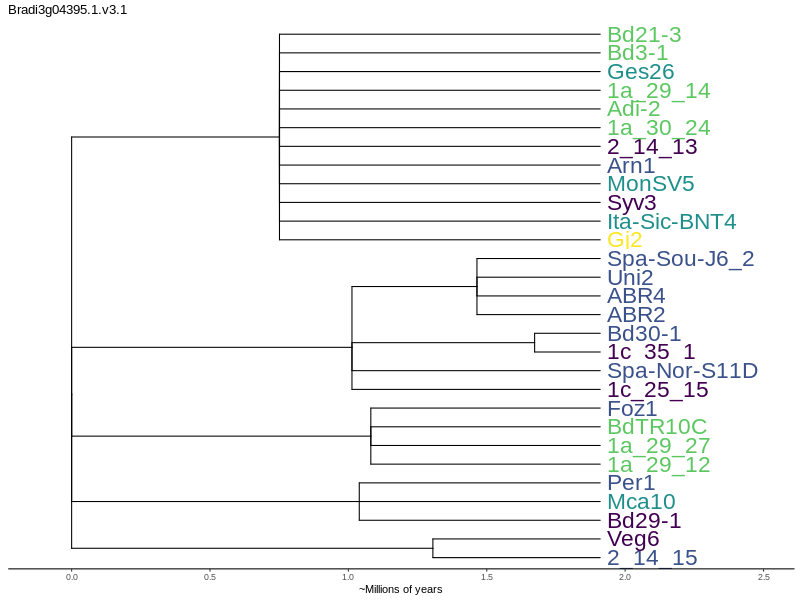 Bradi3g04395.1.v3.1
Bd21-3
Bd3-1
Ges26
1a_29_14
Adi-2
1a_30_24
2_14_13
Arn1
MonSV5
Syv3
Ita-Sic-BNT4
Gj2
Spa-Sou-J6_2
Uni2
ABR4
ABR2
Bd30-1
1c_35_1
Spa-Nor-S11D
1c_25_15
Foz1
BdTR10C
1a_29_27
1a_29_12
Per1
Mca10
Bd29-1
Veg6
2_14_15
0.0 0.5 1.0 1.5 2.0 2.5
~Millions of years